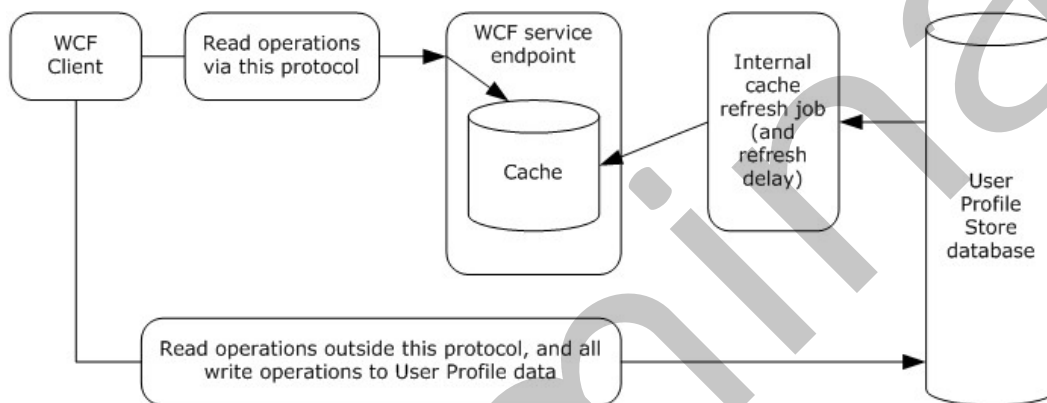 WCF
Client
Read operations
via this protocol
WCF service
endpoint
Cache
Internal
cache
refresh job
(and
refresh
delay)
User
Profile
Store
database
Read operations outside this protocol, and all
write operations to User Profile data